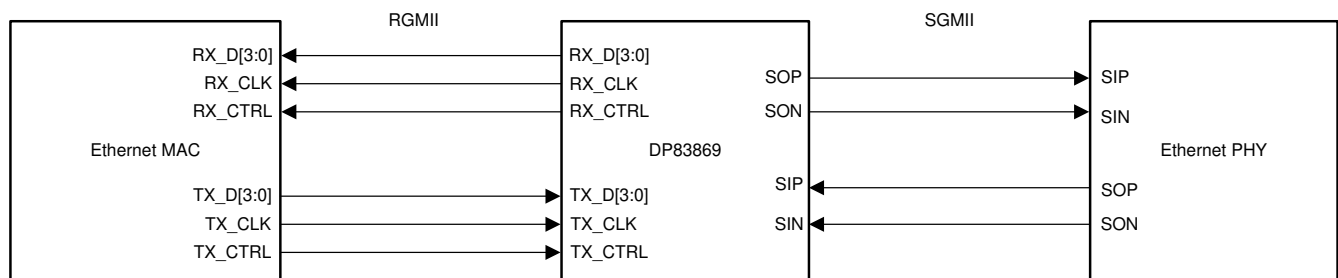 RGMII
SGMII
RX_D[3:0]
RX_CLK
RX_CTRL
Ethernet MAC
TX_D[3:0]
TX_CLK
TX_CTRL
RX_D[3:0]
RX_CLK
RX_CTRL
SOP
SON
DP83869
SIP
SIN
TX_D[3:0]
TX_CLK
TX_CTRL
SIP
SIN
Ethernet PHY
SOP
SON